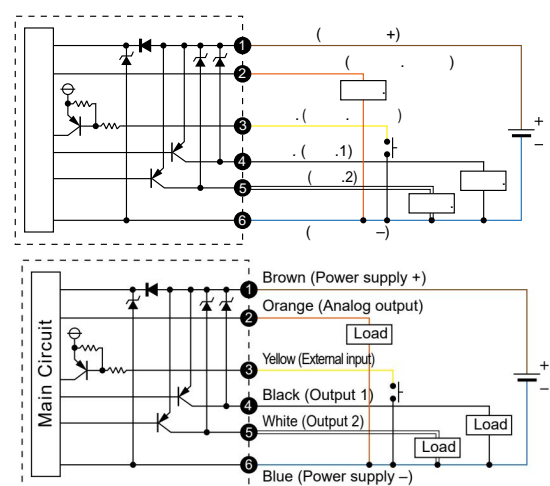 ( +)
1
( . )
2
.
. ( . )
3
+
–
. ( .1)
4
.
( .2)
5
.
6
( –)
Main Circuit
1
Brown (Power supply +)
Orange (Analog output)
2
Load
Yellow (External input)
3
+
–
Black (Output 1)
4
Load
White (Output 2)
5
Load
6
Blue (Power supply –)